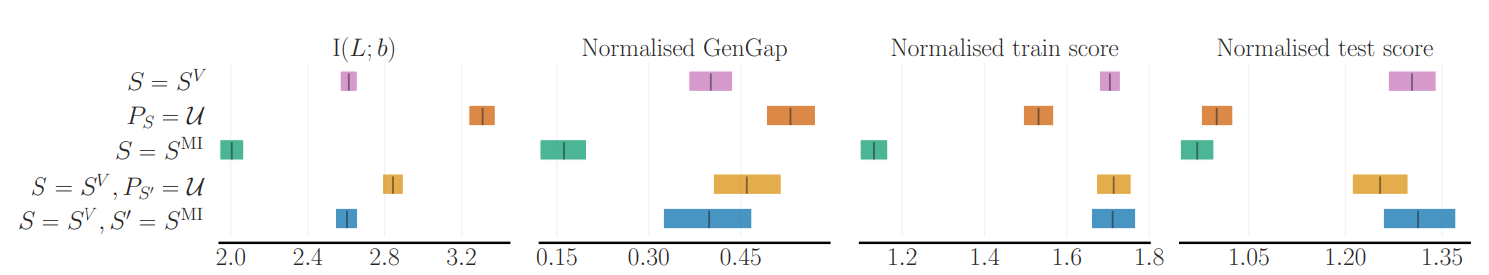 I(L; b) Normalised GenGap Normalised train score Normalised test score
S = S^V
P_S = 𝒰
S = S^MI
S = S^V, P_S′ = 𝒰
S = S^V, S′ = S^MI
2.0 2.4 2.8 3.2 0.15 0.30 0.45 1.2 1.4 1.6 1.8 1.05 1.20 1.35